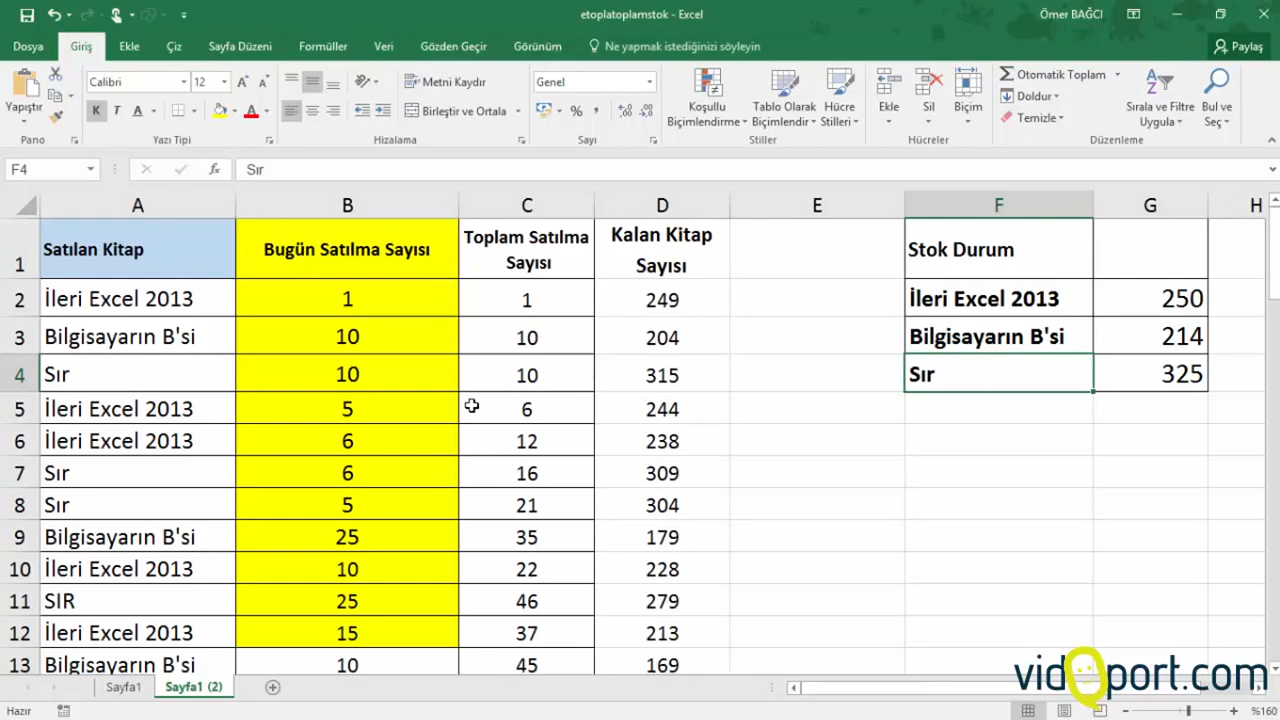 etoplatoplamstok - Excel
Ömer BAĞCI
Dosya Giriş Ekle Çiz Sayfa Düzeni Formüller Veri Gözden Geçir Görünüm Ne yapmak istediğinizi söyleyin Paylaş
Yapıştır
Calibri 12
K T A
Metni Kaydır
Birleştir ve Ortala
Genel
Koşullu Biçimlendirme
Tablo Olarak Biçimlendir
Hücre Stilleri
Ekle Sil Biçim
Otomatik Toplam
Doldur
Temizle
Sırala ve Filtre Uygula
Bul ve Seç
Pano Yazı Tipi Hizalama Sayı Stiller Hücreler Düzenleme
F4 fx Sır
A B C D E F G H
1 Satılan Kitap Bugün Satılma Sayısı Toplam Satılma Sayısı Kalan Kitap Sayısı Stok Durum
2 İleri Excel 2013 1 1 249 İleri Excel 2013 250
3 Bilgisayarın B'si 10 10 204 Bilgisayarın B'si 214
4 Sır 10 10 315 Sır 325
5 İleri Excel 2013 5 6 244
6 İleri Excel 2013 6 12 238
7 Sır 6 16 309
8 Sır 5 21 304
9 Bilgisayarın B'si 25 35 179
10 İleri Excel 2013 10 22 228
11 SIR 25 46 279
12 İleri Excel 2013 15 37 213
13 Bilgisayarın B'si 10 45 169
vidoport.com
Sayfa1 Sayfa1 (2)
Hazır %160